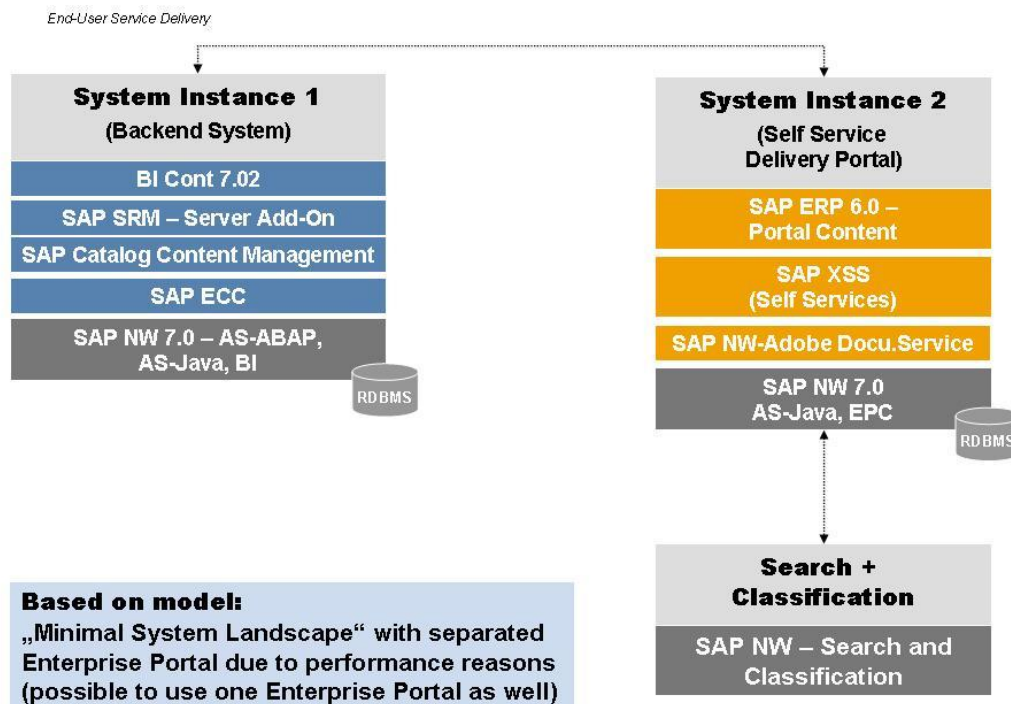 End-User Service Delivery
System Instance 1
(Backend System)
BI Cont 7.02
SAP SRM – Server Add-On
SAP Catalog Content Management
SAP ECC
SAP NW 7.0 – AS-ABAP,
AS-Java, BI
RDBMS
System Instance 2
(Self Service
Delivery Portal)
SAP ERP 6.0 –
Portal Content
SAP XSS
(Self Services)
SAP NW-Adobe Docu.Service
SAP NW 7.0
AS-Java, EPC
RDBMS
Search +
Classification
SAP NW – Search and
Classification
Based on model:
„Minimal System Landscape“ with separated
Enterprise Portal due to performance reasons
(possible to use one Enterprise Portal as well)